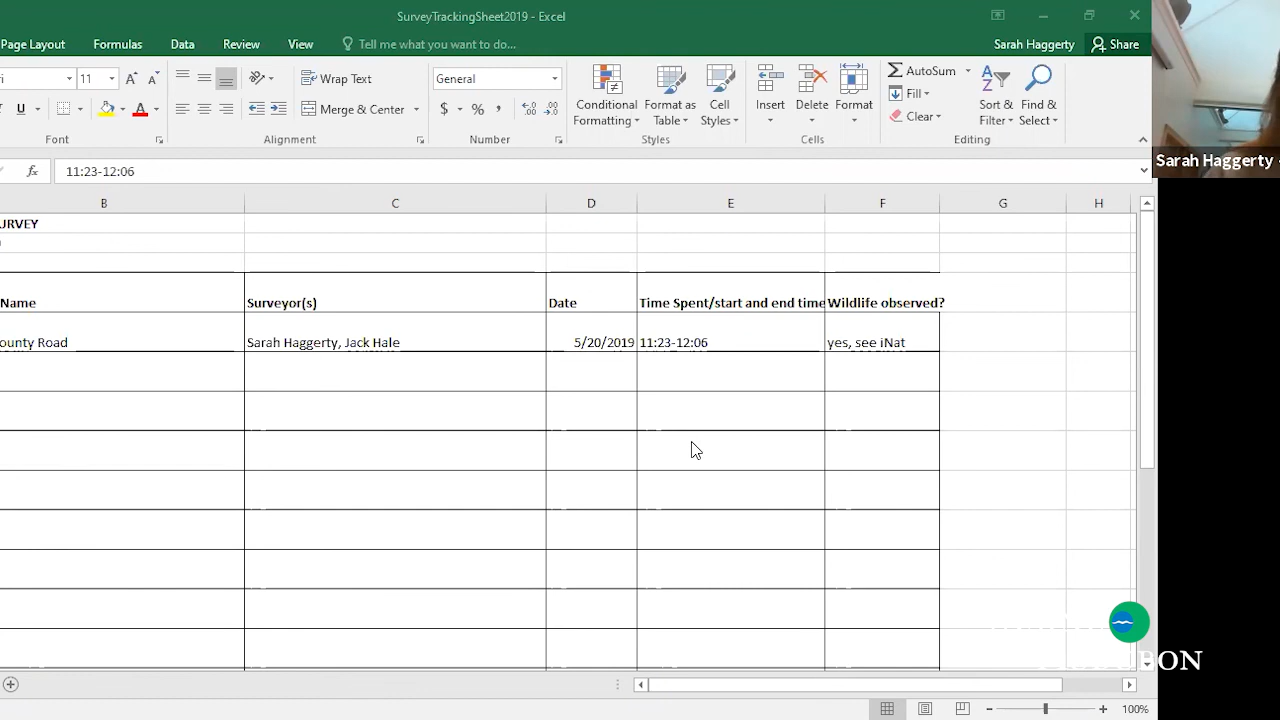 SurveyTrackingSheet2019 - Excel
Page Layout Formulas Data Review View Tell me what you want to do... Sarah Haggerty Share
11 Wrap Text General AutoSum
Conditional Formatting Format as Table Cell Styles Insert Delete Format Fill Sort & Filter Find & Select
U Merge & Center $ % Clear
Font Alignment Number Styles Cells Editing
Sarah Haggerty
fx 11:23-12:06
B C D E F G H
URVEY
Name Surveyor(s) Date Time Spent/start and end time Wildlife observed?
ounty Road Sarah Haggerty, Jack Hale 5/20/2019 11:23-12:06 yes, see iNat
100%